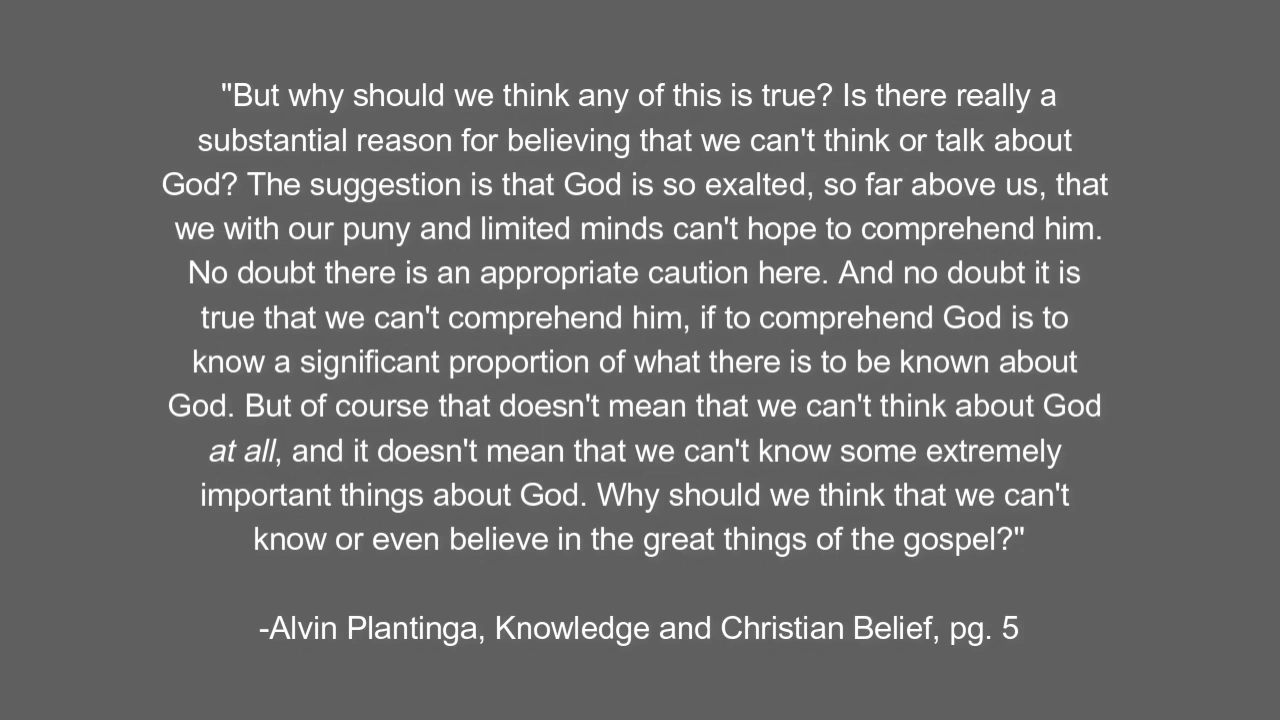 "But why should we think any of this is true? Is there really a
substantial reason for believing that we can't think or talk about
God? The suggestion is that God is so exalted, so far above us, that
we with our puny and limited minds can't hope to comprehend him.
No doubt there is an appropriate caution here. And no doubt it is
true that we can't comprehend him, if to comprehend God is to
know a significant proportion of what there is to be known about
God. But of course that doesn't mean that we can't think about God
at all, and it doesn't mean that we can't know some extremely
important things about God. Why should we think that we can't
know or even believe in the great things of the gospel?"
-Alvin Plantinga, Knowledge and Christian Belief, pg. 5